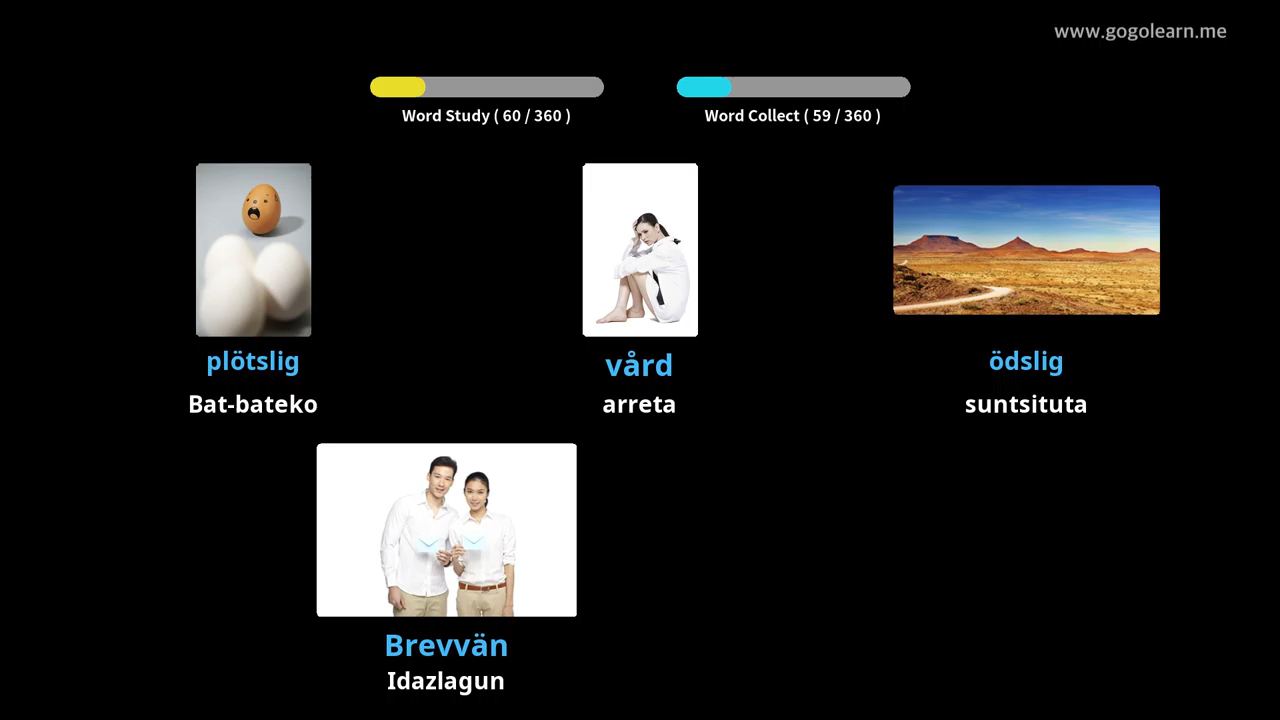 www.gogolearn.me
Word Study ( 60 / 360 )
Word Collect ( 59 / 360 )
plötslig
Bat-bateko
vård
arreta
ödslig
suntsituta
Brevvän
Idazlagun